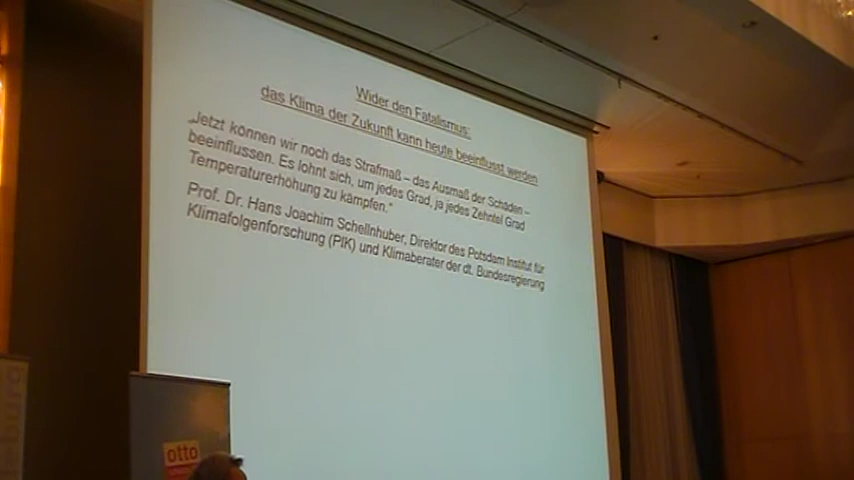 Wider den Fatalismus:
das Klima der Zukunft kann heute beeinflusst werden
„Jetzt können wir noch das Strafmaß – das Ausmaß der Schäden –
beeinflussen. Es lohnt sich, um jedes Grad, ja jedes Zehntel Grad
Temperaturerhöhung zu kämpfen.“
Prof. Dr. Hans Joachim Schellnhuber, Direktor des Potsdam Institut für
Klimafolgenforschung (PIK) und Klimaberater der dt. Bundesregierung
otto